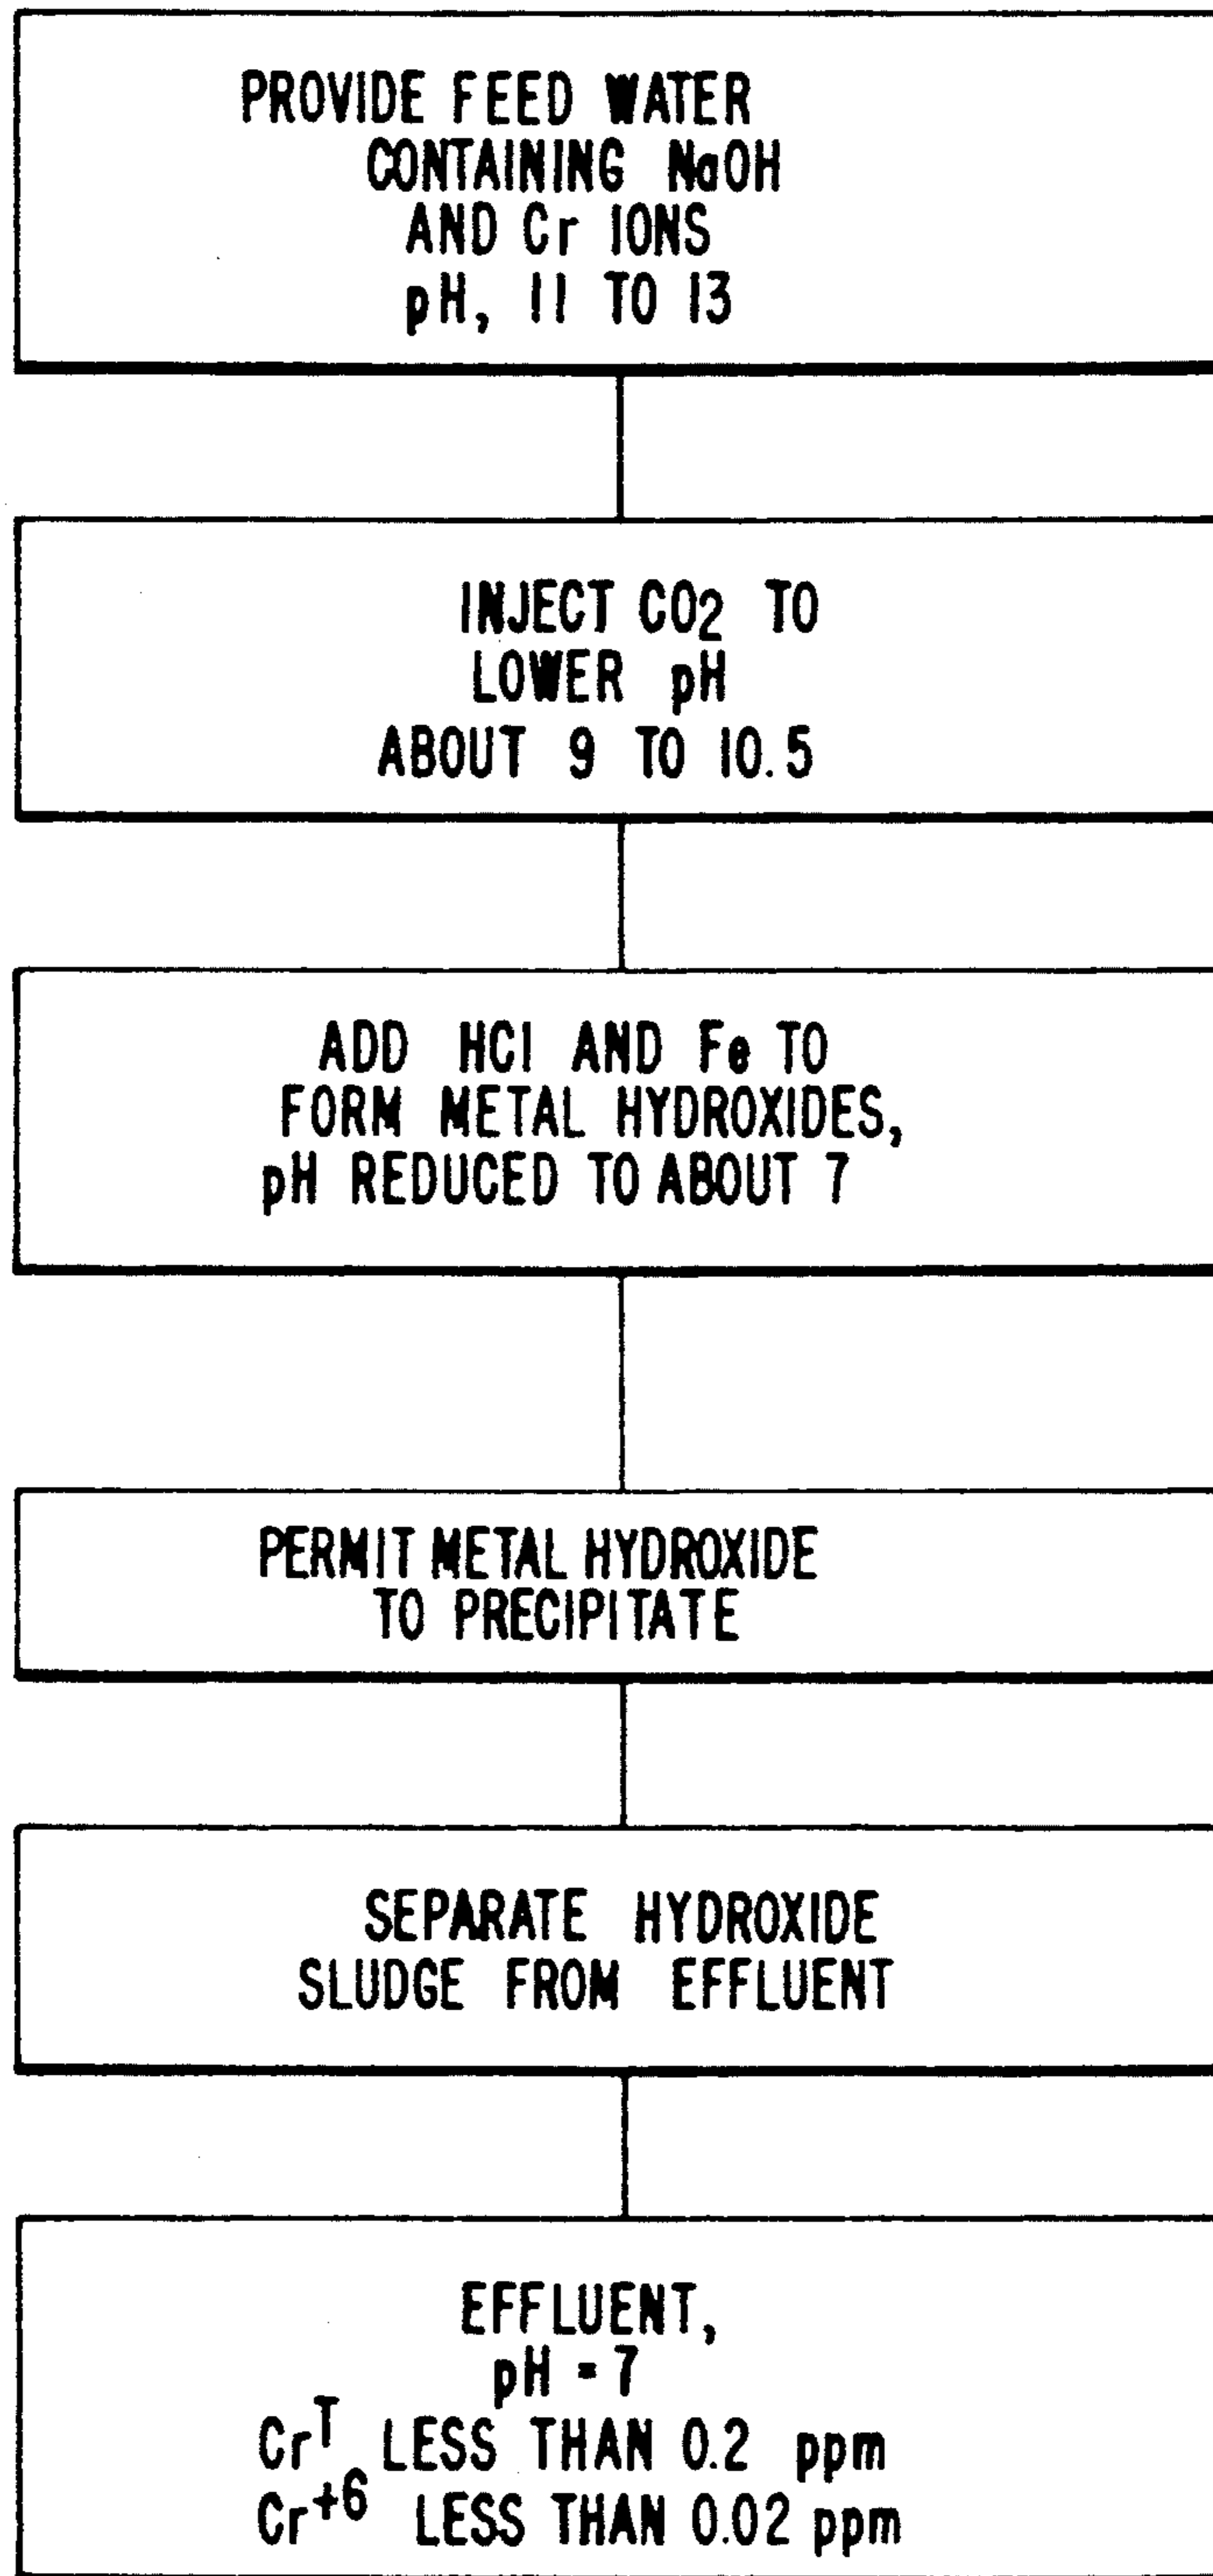 PROVIDE FEED WATER
CONTAINING NaOH
AND Cr IONS
pH, 11 TO 13
INJECT CO2 TO
LOWER pH
ABOUT 9 TO 10.5
ADD HCl AND Fe TO
FORM METAL HYDROXIDES,
pH REDUCED TO ABOUT 7
PERMIT METAL HYDROXIDE
TO PRECIPITATE
SEPARATE HYDROXIDE
SLUDGE FROM EFFLUENT
EFFLUENT,
pH = 7
Cr^T LESS THAN 0.2 ppm
Cr^+6 LESS THAN 0.02 ppm